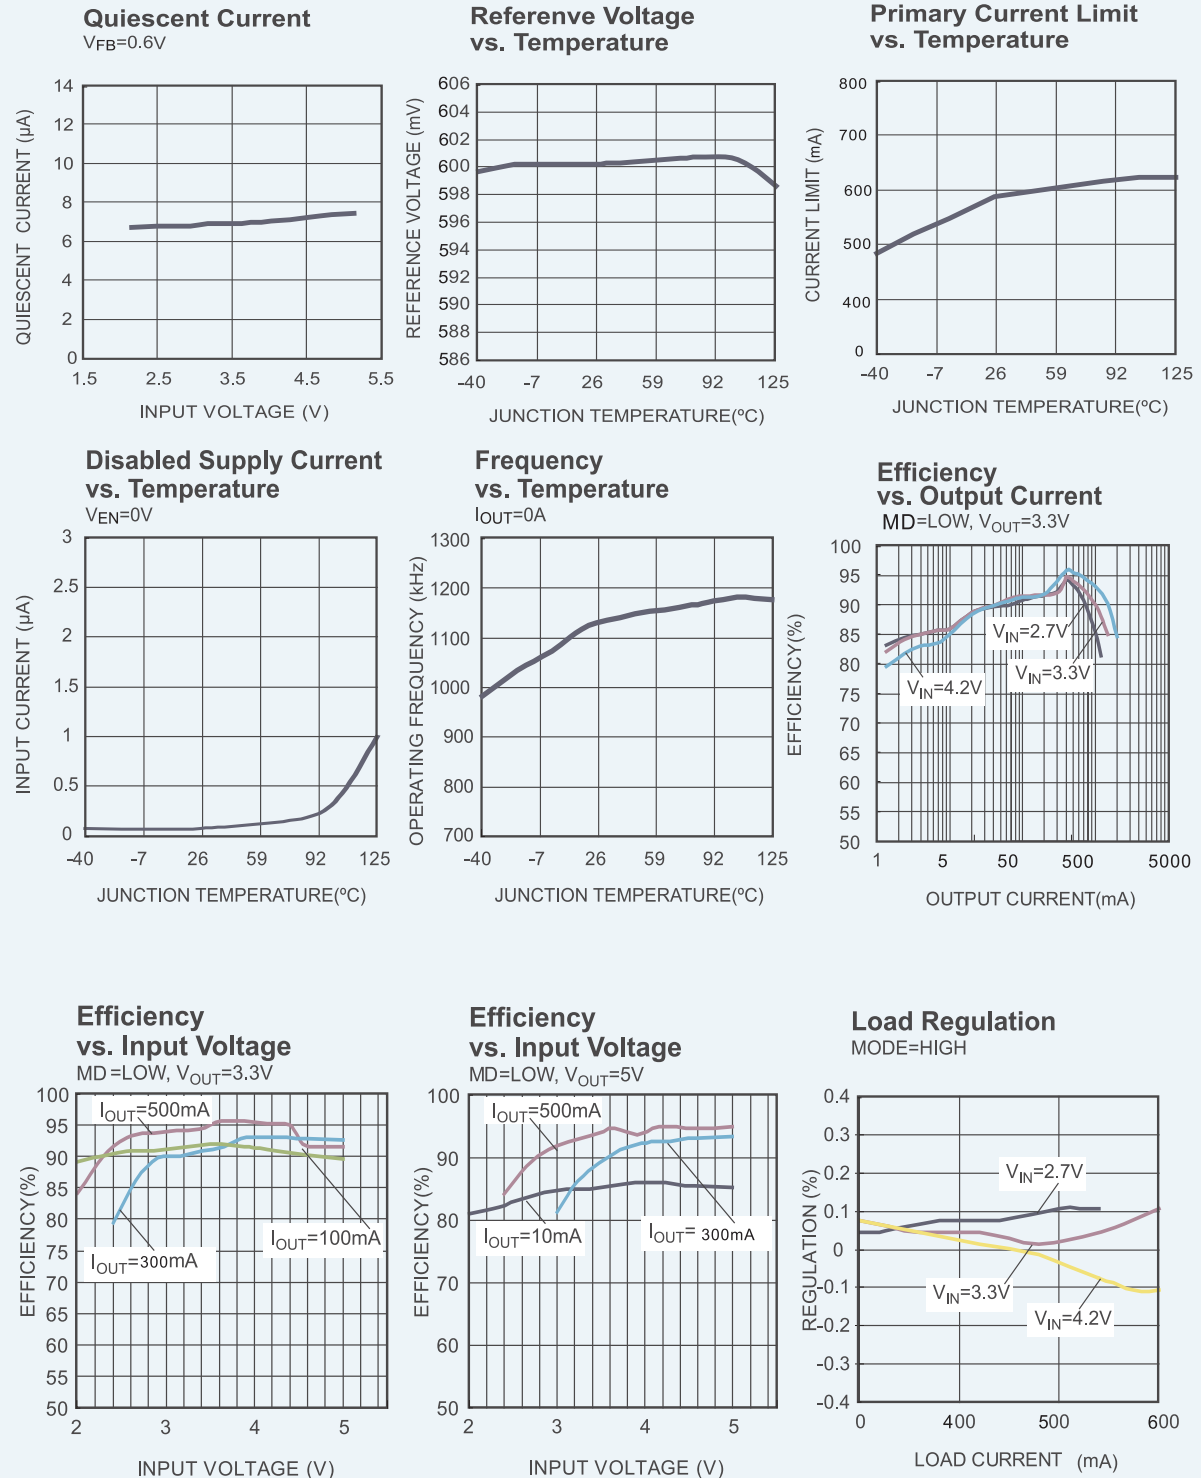 Quiescent Current
VFB=0.6V
QUIESCENT CURRENT (µA)
14
12
10
8
6
4
2
0
1.5 2.5 3.5 4.5 5.5
INPUT VOLTAGE (V)
Referenve Voltage
vs. Temperature
REFERENCE VOLTAGE (mV)
606
604
602
600
598
596
594
592
590
588
586
-40 -7 26 59 92 125
JUNCTION TEMPERATURE(ºC)
Primary Current Limit
vs. Temperature
CURRENT LIMIT (mA)
800
700
600
500
400
0
-40 -7 26 59 92 125
JUNCTION TEMPERATURE(ºC)
Disabled Supply Current
vs. Temperature
VEN=0V
INPUT CURRENT (µA)
3
2.5
2
1.5
1
0.5
0
-40 -7 26 59 92 125
JUNCTION TEMPERATURE(ºC)
Frequency
vs. Temperature
IOUT=0A
OPERATING FREQUENCY (kHz)
1300
1200
1100
1000
900
800
700
-40 -7 26 59 92 125
JUNCTION TEMPERATURE(ºC)
Efficiency
vs. Output Current
MD=LOW, VOUT=3.3V
EFFICIENCY(%)
100
95
90
85
80
75
70
65
60
55
50
VIN=2.7V
VIN=3.3V
VIN=4.2V
1 5 50 500 5000
OUTPUT CURRENT(mA)
Efficiency
vs. Input Voltage
MD=LOW, VOUT=3.3V
EFFICIENCY(%)
100
95
90
85
80
75
70
65
60
55
50
IOUT=500mA
IOUT=100mA
IOUT=300mA
2 3 4 5
INPUT VOLTAGE (V)
Efficiency
vs. Input Voltage
MD=LOW, VOUT=5V
EFFICIENCY(%)
100
90
80
70
60
50
IOUT=500mA
IOUT=10mA
IOUT= 300mA
2 3 4 5
INPUT VOLTAGE (V)
Load Regulation
MODE=HIGH
REGULATION (%)
0.4
0.3
0.2
0.1
0
-0.1
-0.2
-0.3
-0.4
VIN=2.7V
VIN=3.3V
VIN=4.2V
0 400 500 600
LOAD CURRENT (mA)